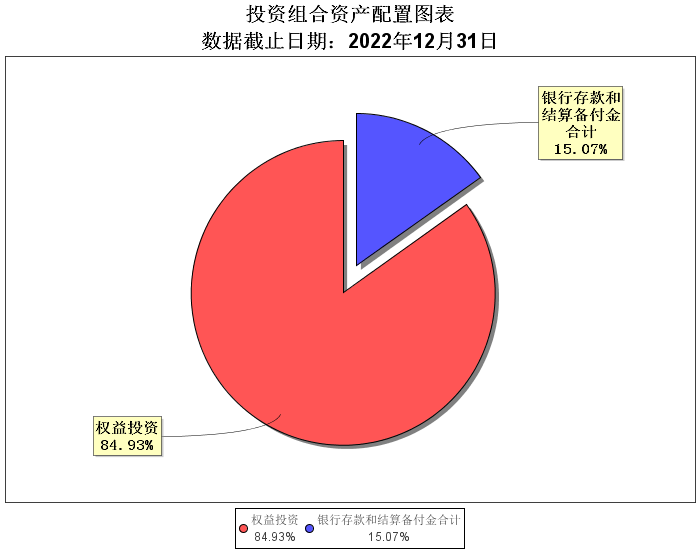 投资组合资产配置图表
数据截止日期：2022年12月31日
银行存款和
结算备付金
合计
15.07%
权益投资
84.93%
权益投资 银行存款和结算备付金合计
84.93% 15.07%